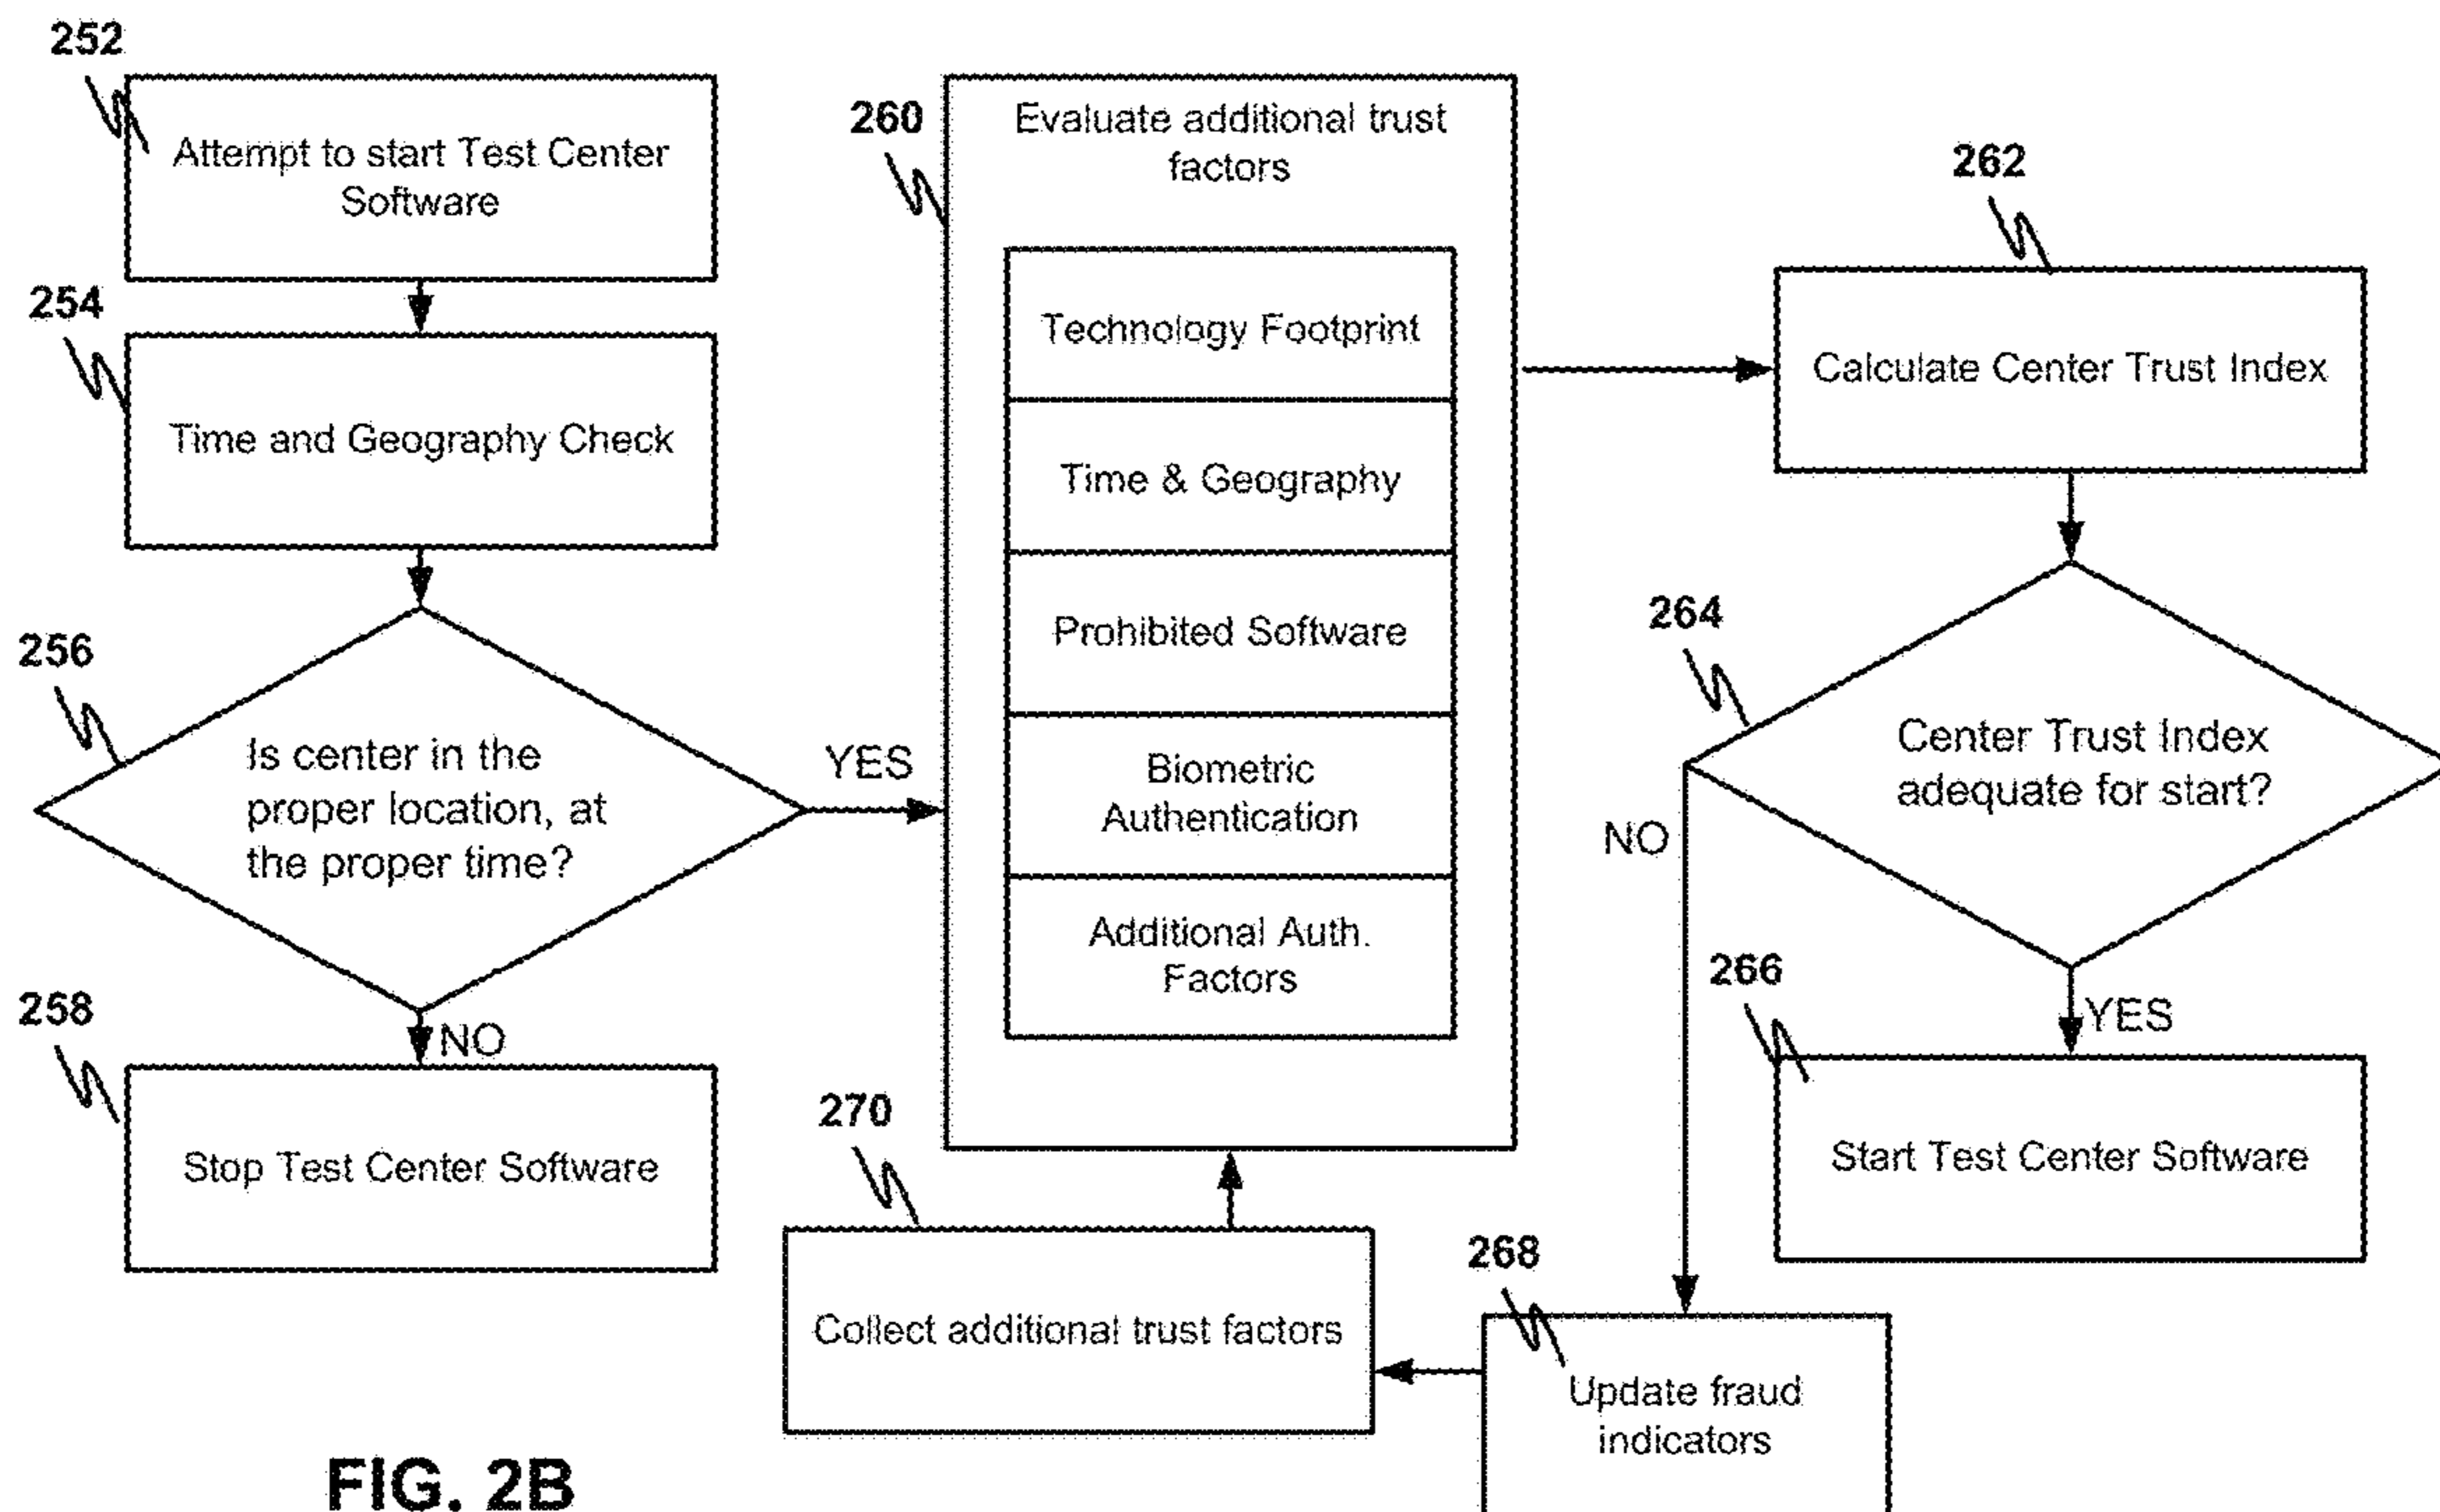 252
Attempt to start Test Center
Software
254
Time and Geography Check
256
Is center in the
proper location, at
the proper time?
YES
NO
258
Stop Test Center Software
260
Evaluate additional trust
factors
Technology Footprint
Time & Geography
Prohibited Software
Biometric
Authentication
Additional Auth.
Factors
262
Calculate Center Trust Index
264
Center Trust Index
adequate for start?
NO
YES
266
Start Test Center Software
268
Update fraud
indicators
270
Collect additional trust factors
FIG. 2B